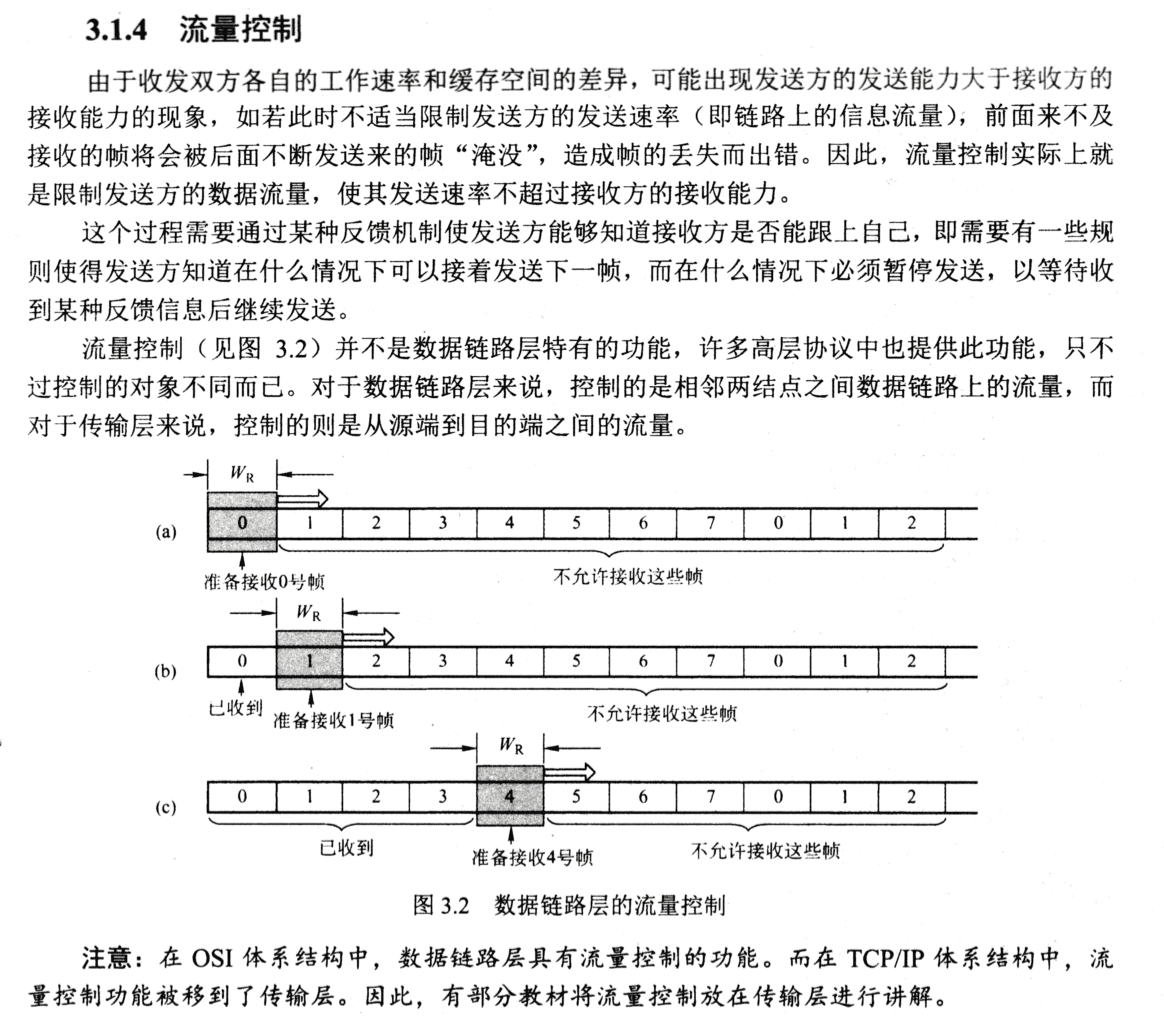 3.1.4 流量控制
由于收发双方各自的工作速率和缓存空间的差异，可能出现发送方的发送能力大于接收方的
接收能力的现象，如若此时不适当限制发送方的发送速率（即链路上的信息流量），前面来不及
接收的帧将会被后面不断发送来的帧“淹没”，造成帧的丢失而出错。因此，流量控制实际上就
是限制发送方的数据流量，使其发送速率不超过接收方的接收能力。
这个过程需要通过某种反馈机制使发送方能够知道接收方是否能跟上自己，即需要有一些规
则使得发送方知道在什么情况下可以接着发送下一帧，而在什么情况下必须暂停发送，以等待收
到某种反馈信息后继续发送。
流量控制（见图 3.2）并不是数据链路层特有的功能，许多高层协议中也提供此功能，只不
过控制的对象不同而已。对于数据链路层来说，控制的是相邻两结点之间数据链路上的流量，而
对于传输层来说，控制的则是从源端到目的端之间的流量。
WR
(a) 0 1 2 3 4 5 6 7 0 1 2
准备接收0号帧 不允许接收这些帧
WR
(b) 0 1 2 3 4 5 6 7 0 1 2
已收到 准备接收1号帧 不允许接收这些帧
WR
(c) 0 1 2 3 4 5 6 7 0 1 2
已收到 准备接收4号帧 不允许接收这些帧
图 3.2 数据链路层的流量控制
注意：在 OSI 体系结构中，数据链路层具有流量控制的功能。而在 TCP/IP 体系结构中，流
量控制功能被移到了传输层。因此，有部分教材将流量控制放在传输层进行讲解。